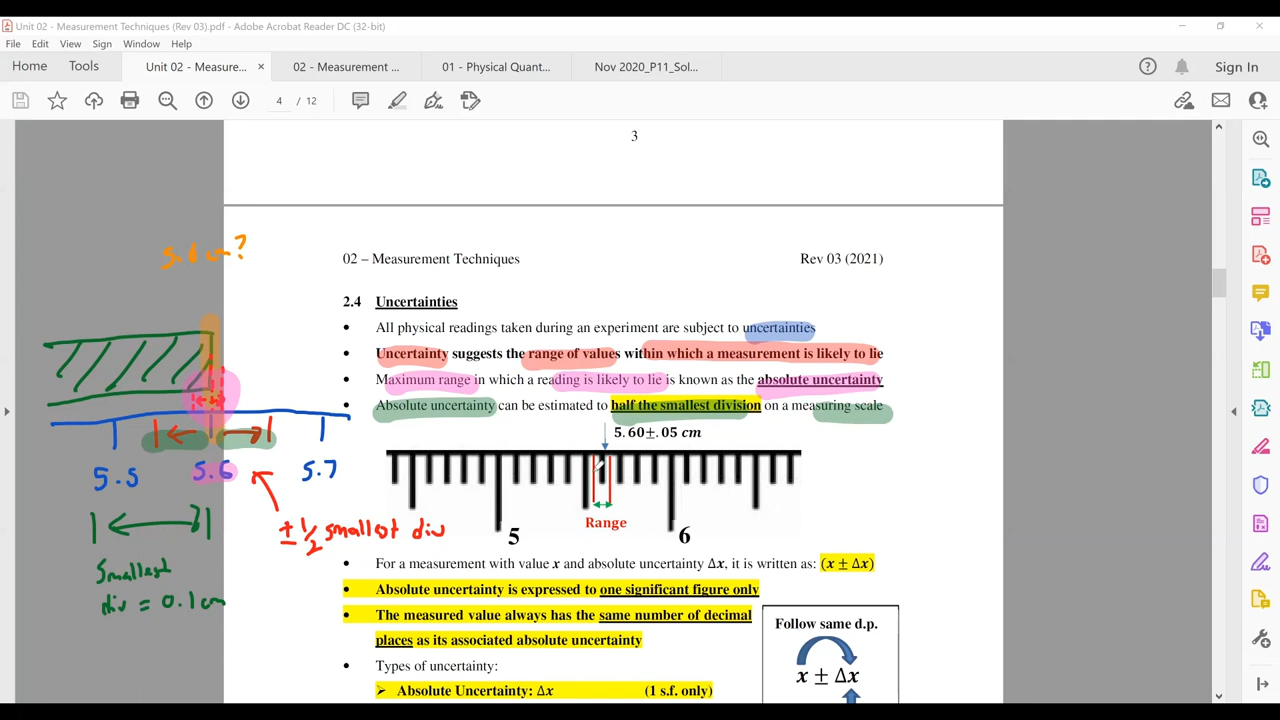 Unit 02 - Measurement Techniques (Rev 03).pdf - Adobe Acrobat Reader DC (32-bit)
File Edit View Sign Window Help
Home Tools Unit 02 - Measure... × 02 - Measurement ... 01 - Physical Quant... Nov 2020_P11_Sol... Sign In
4 / 12
3
02 – Measurement Techniques Rev 03 (2021)
5.6 cm?
2.4 Uncertainties
• All physical readings taken during an experiment are subject to uncertainties
• Uncertainty suggests the range of values within which a measurement is likely to lie
• Maximum range in which a reading is likely to lie is known as the absolute uncertainty
• Absolute uncertainty can be estimated to half the smallest division on a measuring scale
5.60±.05 cm
5.5 5.6 5.7
Range
± ½ smallest div
5 6
Smallest
div = 0.1 cm
• For a measurement with value x and absolute uncertainty Δx, it is written as: (x ± Δx)
• Absolute uncertainty is expressed to one significant figure only
• The measured value always has the same number of decimal
places as its associated absolute uncertainty
Follow same d.p.
x ± Δx
• Types of uncertainty:
➢ Absolute Uncertainty: Δx (1 s.f. only)